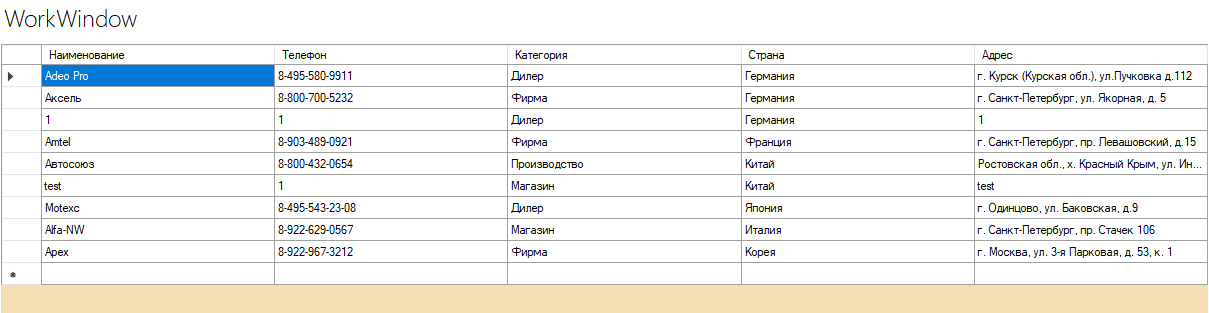 WorkWindow
Наименование Телефон Категория Страна Адрес
Adeo Pro 8-495-580-9911 Дилер Германия г. Курск (Курская обл.), ул.Пучковка д.112
Аксель 8-800-700-5232 Фирма Германия г. Санкт-Петербург, ул. Якорная, д. 5
1 1 Дилер Германия 1
Amtel 8-903-489-0921 Фирма Франция г. Санкт-Петербург, пр. Левашовский, д.15
Автосоюз 8-800-432-0654 Производство Китай Ростовская обл., х. Красный Крым, ул. Ин...
test 1 Магазин Китай test
Мотехс 8-495-543-23-08 Дилер Япония г. Одинцово, ул. Баковская, д.9
Alfa-NW 8-922-629-0567 Магазин Италия г. Санкт-Петербург, пр. Стачек 106
Apex 8-922-967-3212 Фирма Корея г. Москва, ул. 3-я Парковая, д. 53, к. 1